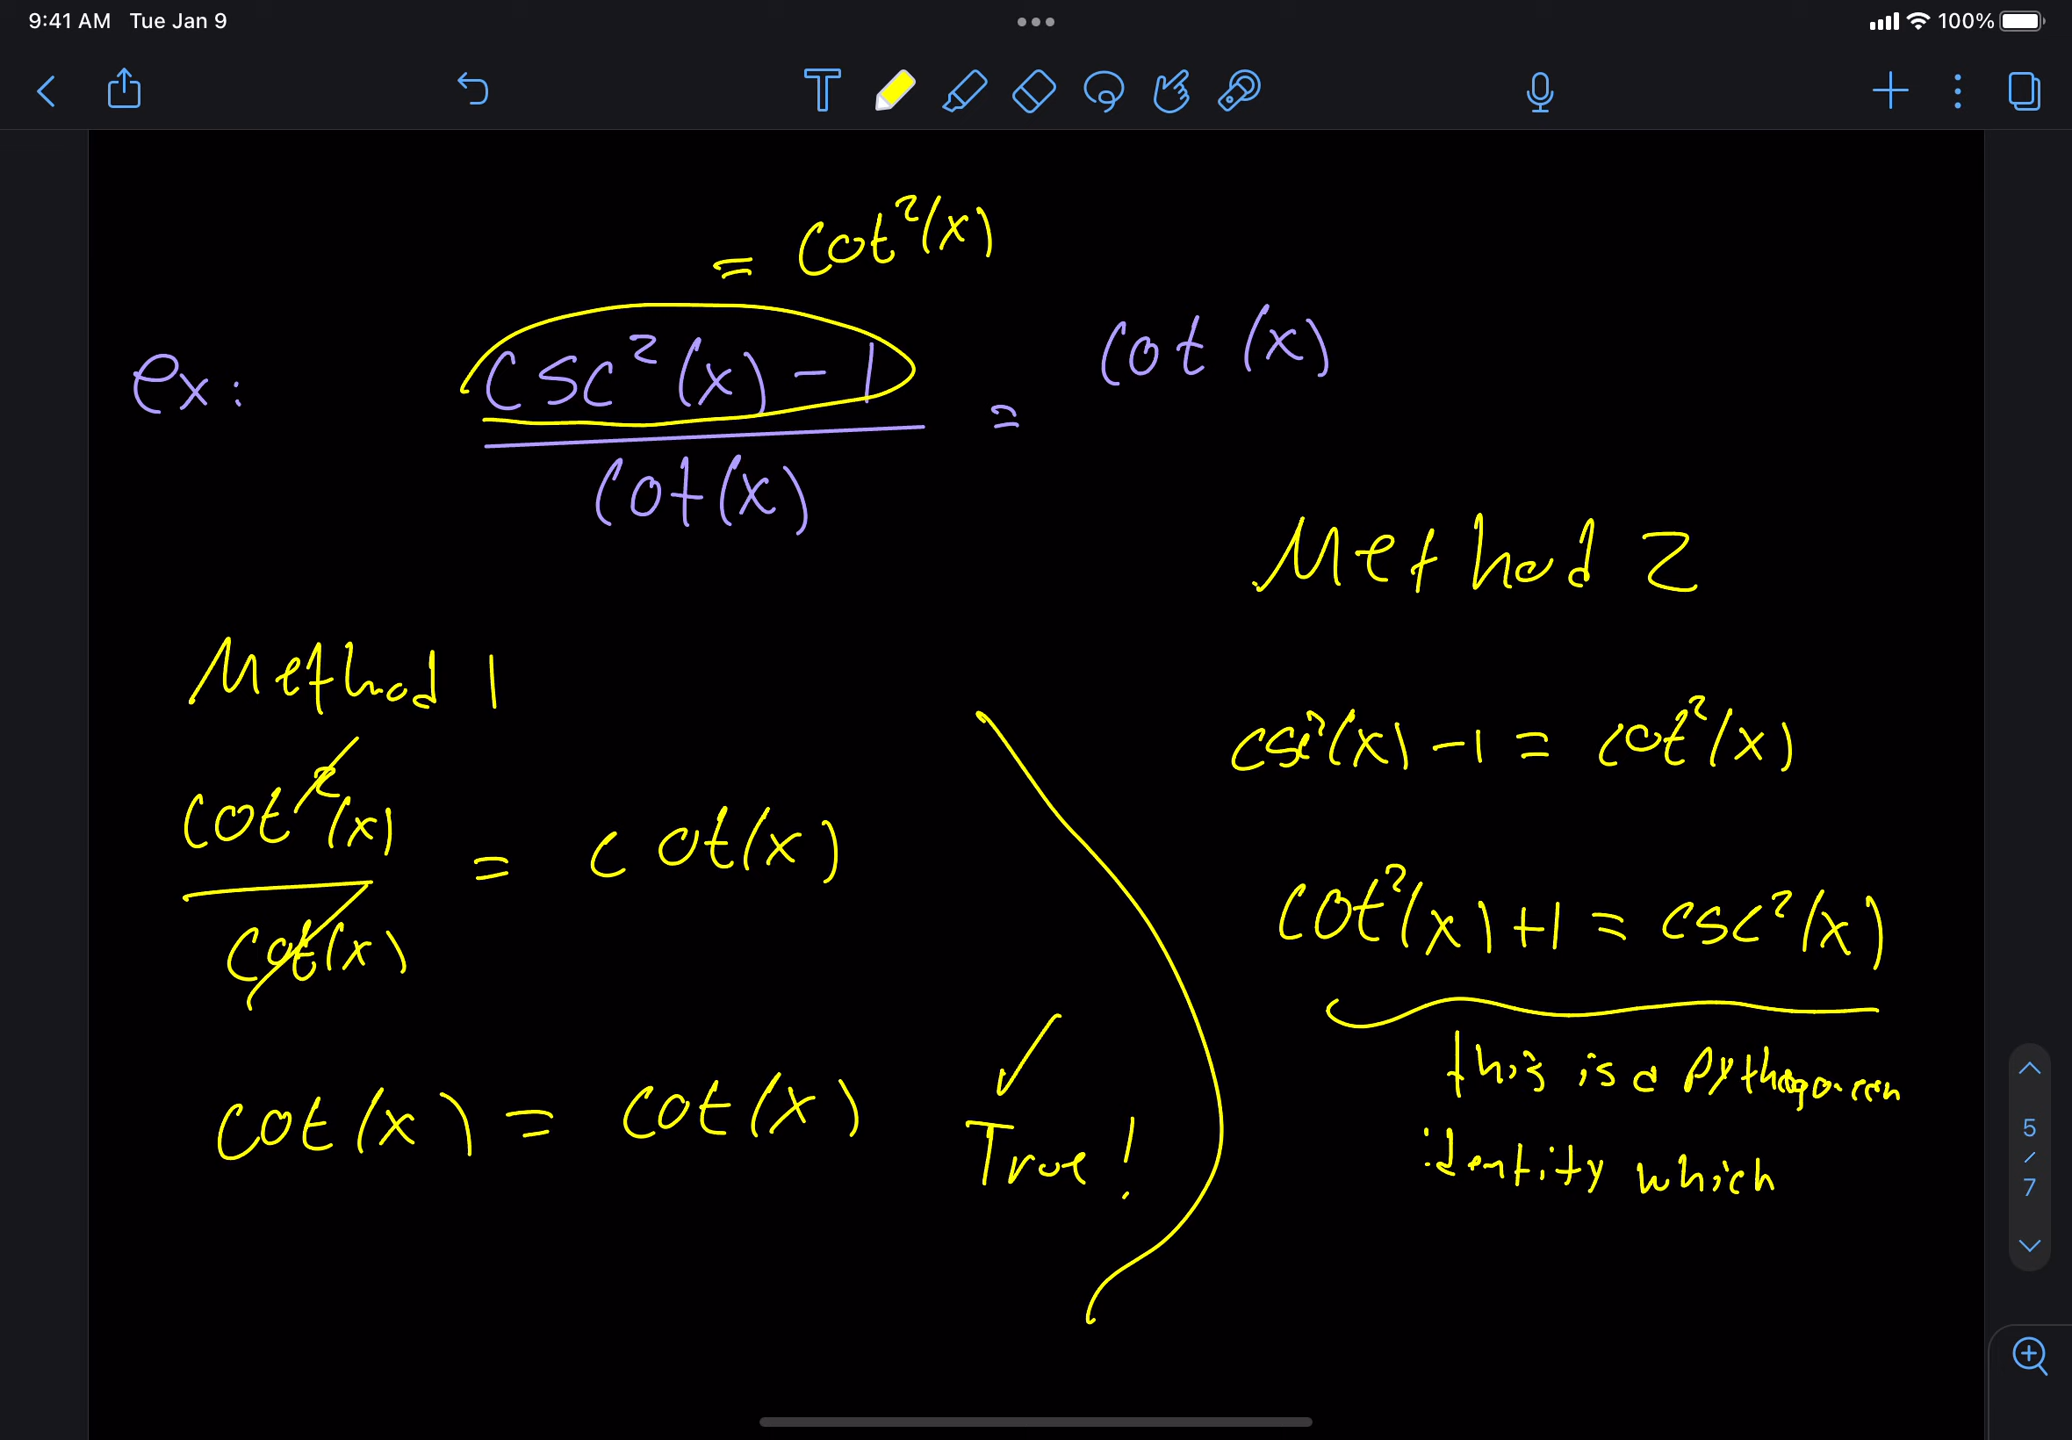 9:41 AM Tue Jan 9
100%
= cot²(x)
ex: csc²(x) - 1 = cot(x)
cot(x)
Method 2
Method 1
csc²(x) - 1 = cot²(x)
cot²(x) = cot(x)
cot(x)
cot²(x) + 1 = csc²(x)
this is a pythagorean
identity which
cot(x) = cot(x) ✓
True!
5
/
7